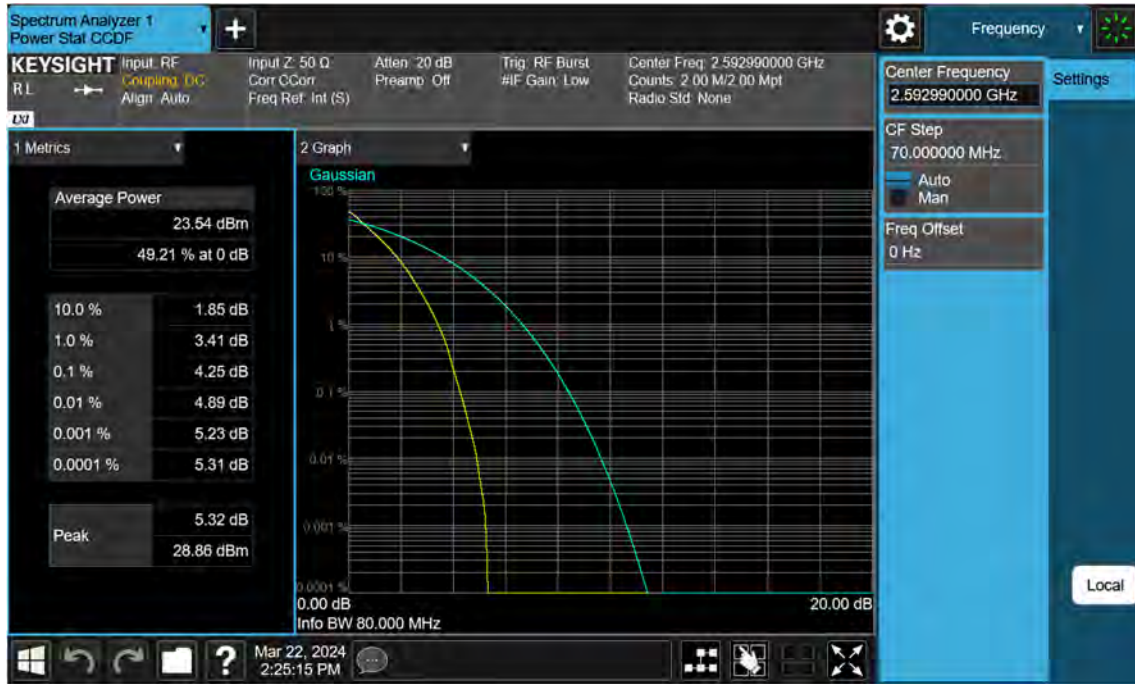 Spectrum Analyzer 1
Power Stat CCDF
Frequency
KEYSIGHT
RL
LXI
Input: RF
Coupling: DC
Align: Auto
Input Z: 50 Ω
Corr CCorr
Freq Ref: Int (S)
Atten: 20 dB
Preamp: Off
Trig: RF Burst
#IF Gain: Low
Center Freq: 2.592990000 GHz
Counts: 2.00 M/2.00 Mpt
Radio Std: None
Center Frequency
2.592990000 GHz
Settings
CF Step
70.000000 MHz
Auto
Man
Freq Offset
0 Hz
1 Metrics
Average Power
23.54 dBm
49.21 % at 0 dB
10.0 % 1.85 dB
1.0 % 3.41 dB
0.1 % 4.25 dB
0.01 % 4.89 dB
0.001 % 5.23 dB
0.0001 % 5.31 dB
Peak
5.32 dB
28.86 dBm
2 Graph
Gaussian
100 %
10 %
1 %
0.1 %
0.01 %
0.001 %
0.0001 %
0.00 dB 20.00 dB
Info BW 80.000 MHz
Local
?
Mar 22, 2024
2:25:15 PM